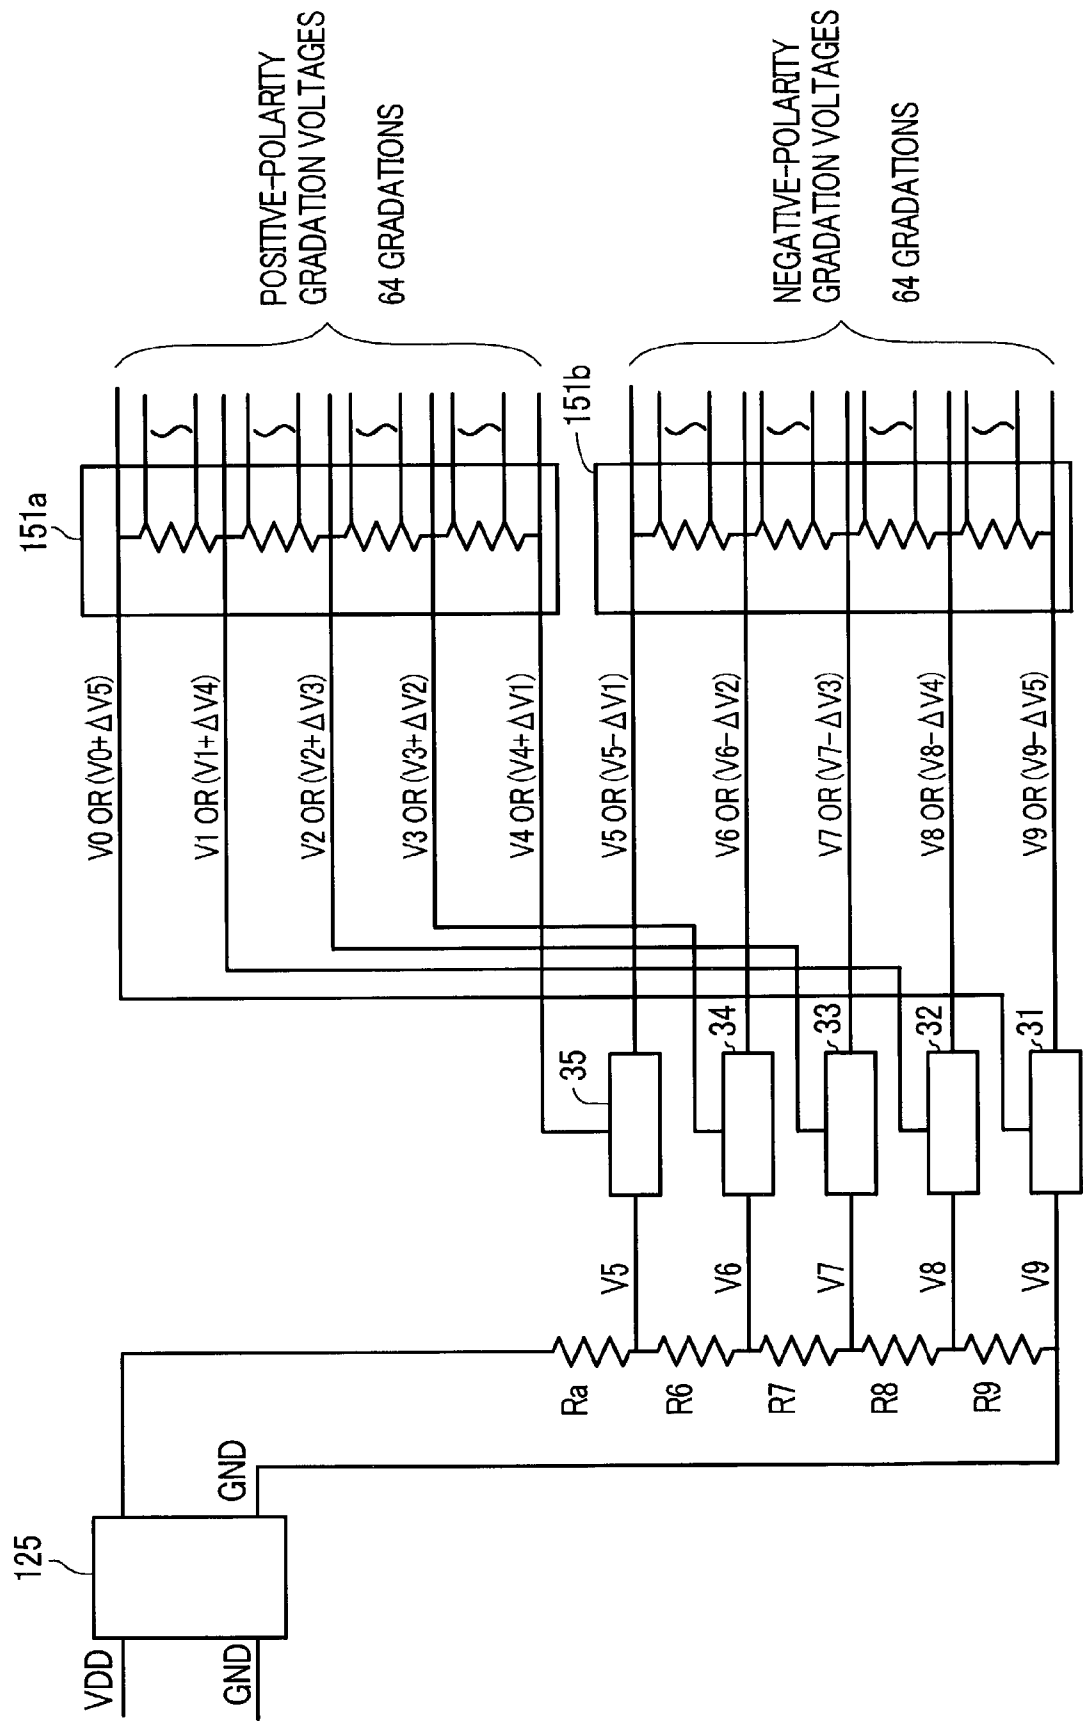 125
VDD
GND
GND
Ra
R6
R7
R8
R9
V5
V6
V7
V8
V9
35
34
33
32
31
V0 OR (V0+ΔV5)
V1 OR (V1+ΔV4)
V2 OR (V2+ΔV3)
V3 OR (V3+ΔV2)
V4 OR (V4+ΔV1)
V5 OR (V5-ΔV1)
V6 OR (V6-ΔV2)
V7 OR (V7-ΔV3)
V8 OR (V8-ΔV4)
V9 OR (V9-ΔV5)
151a
151b
POSITIVE-POLARITY
GRADATION VOLTAGES
64 GRADATIONS
NEGATIVE-POLARITY
GRADATION VOLTAGES
64 GRADATIONS